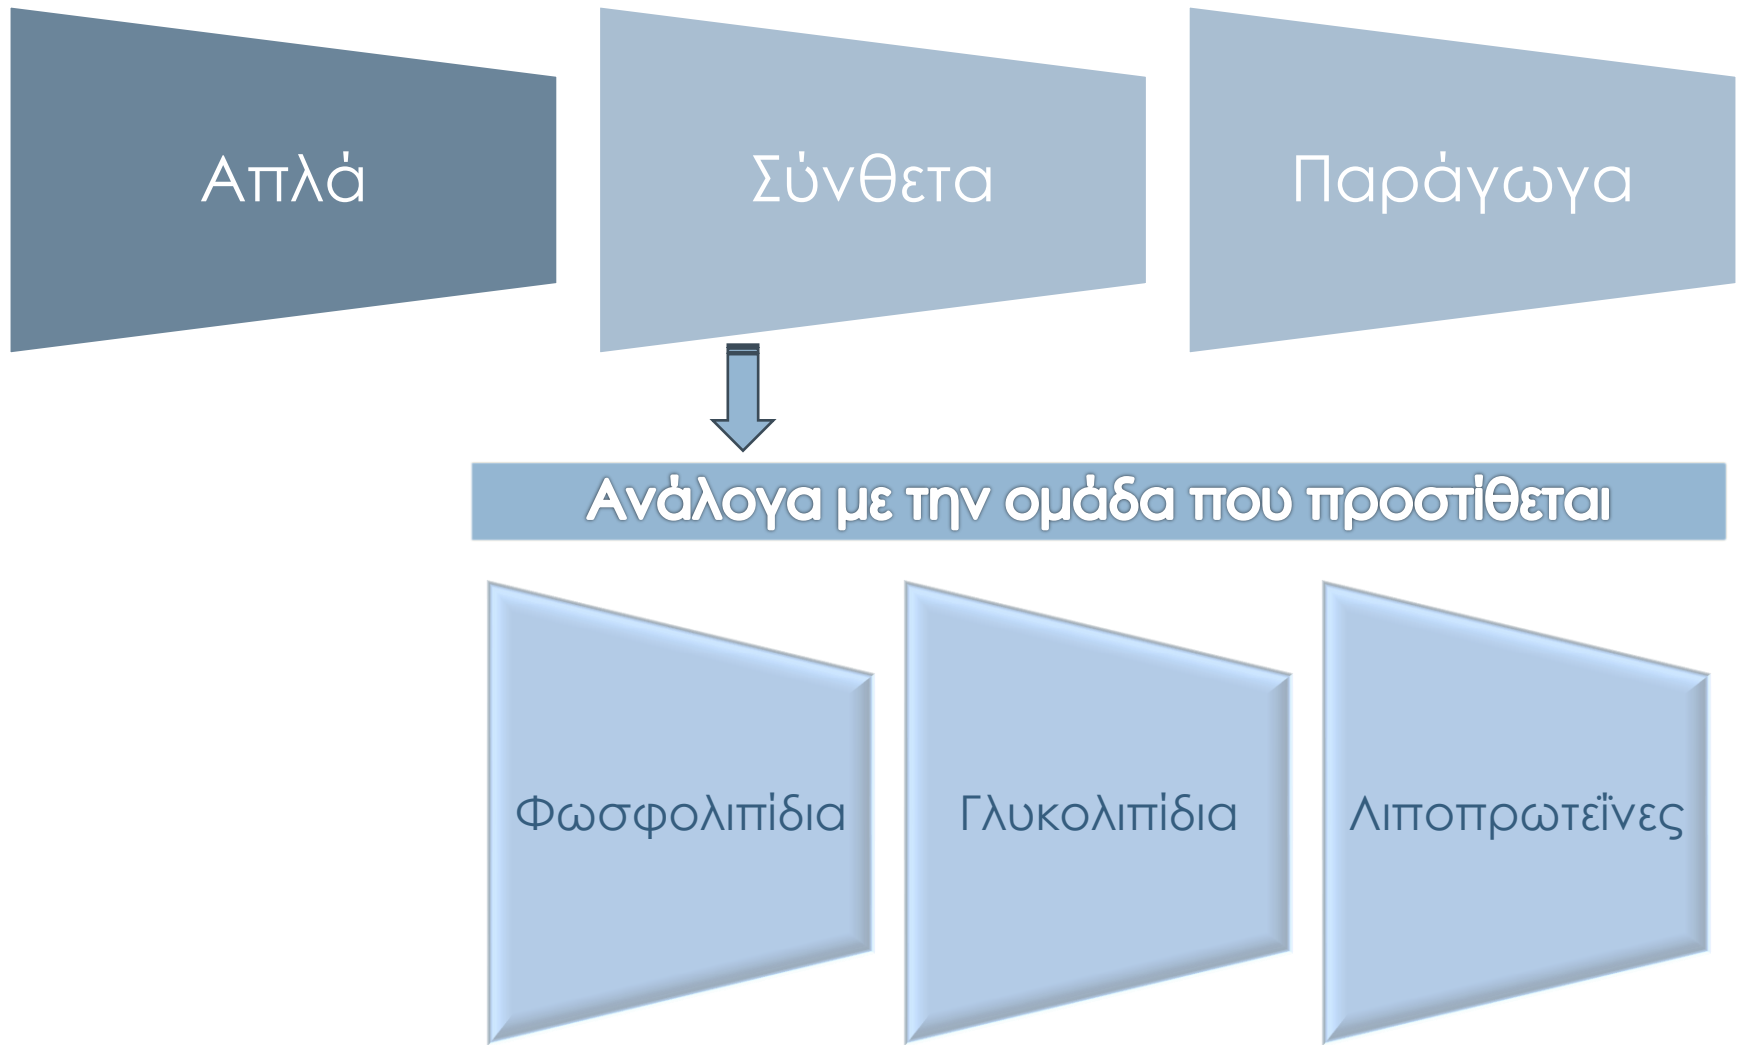 Απλά
Σύνθετα
Παράγωγα
Ανάλογα με την ομάδα που προστίθεται
Φωσφολιπίδια
Γλυκολιπίδια
Λιποπρωτεΐνες